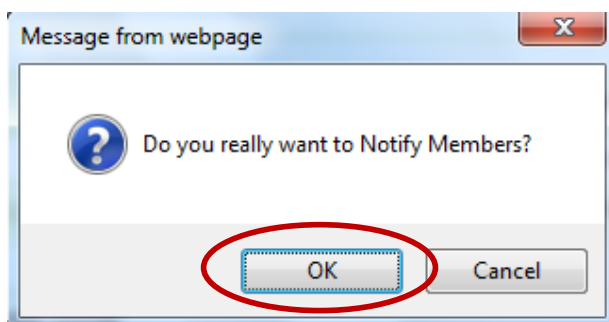 Message from webpage
x
Do you really want to Notify Members?
OK
Cancel